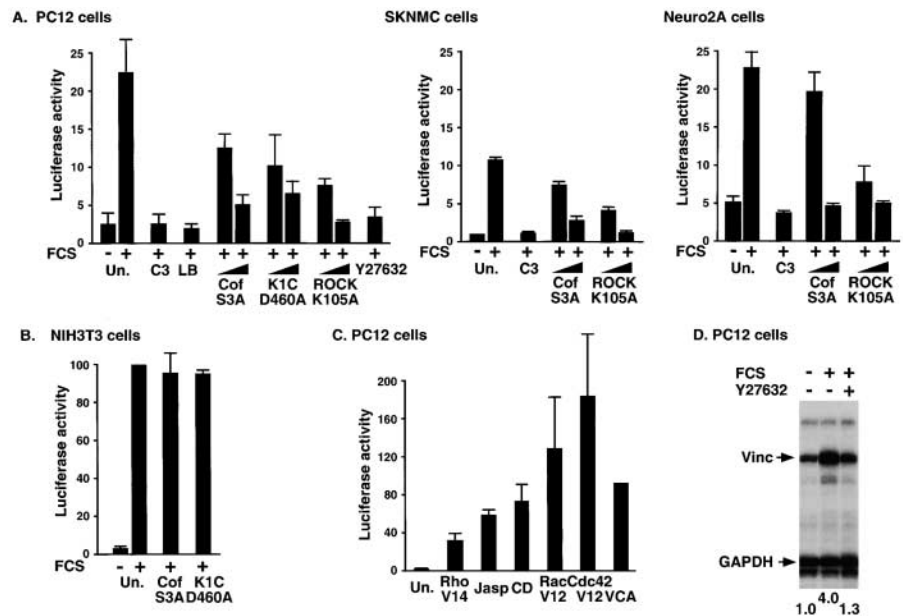 A. PC12 cells
SKNMC cells
Neuro2A cells
Luciferase activity
25
20
15
10
5
0
FCS - + + + + + + + + + +
Un. C3 LB Y27632
Cof S3A
K1C D460A
ROCK K105A
Luciferase activity
25
20
15
10
5
0
FCS - + + + + + +
Un. C3
Cof S3A
ROCK K105A
Luciferase activity
25
20
15
10
5
0
FCS - + + + + + +
Un. C3
Cof S3A
ROCK K105A
B. NIH3T3 cells
Luciferase activity
100
80
60
40
20
0
FCS - + + +
Un. Cof K1C
S3A D460A
C. PC12 cells
Luciferase activity
200
160
120
80
40
0
Un. Rho Jasp CD Rac Cdc42 VCA
V14 V12 V12
D. PC12 cells
FCS - + +
Y27632 - - +
Vinc
GAPDH
4.0
1.0 1.3